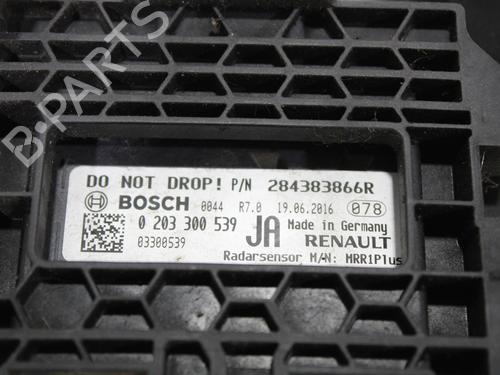 B-PARTS
DO NOT DROP! P/N 284383866R
BOSCH 0044 R7.0 19.06.2016 078
0 203 300 539 JA Made in Germany
03300539 RENAULT
Radarsensor M/N: MRR1Plus